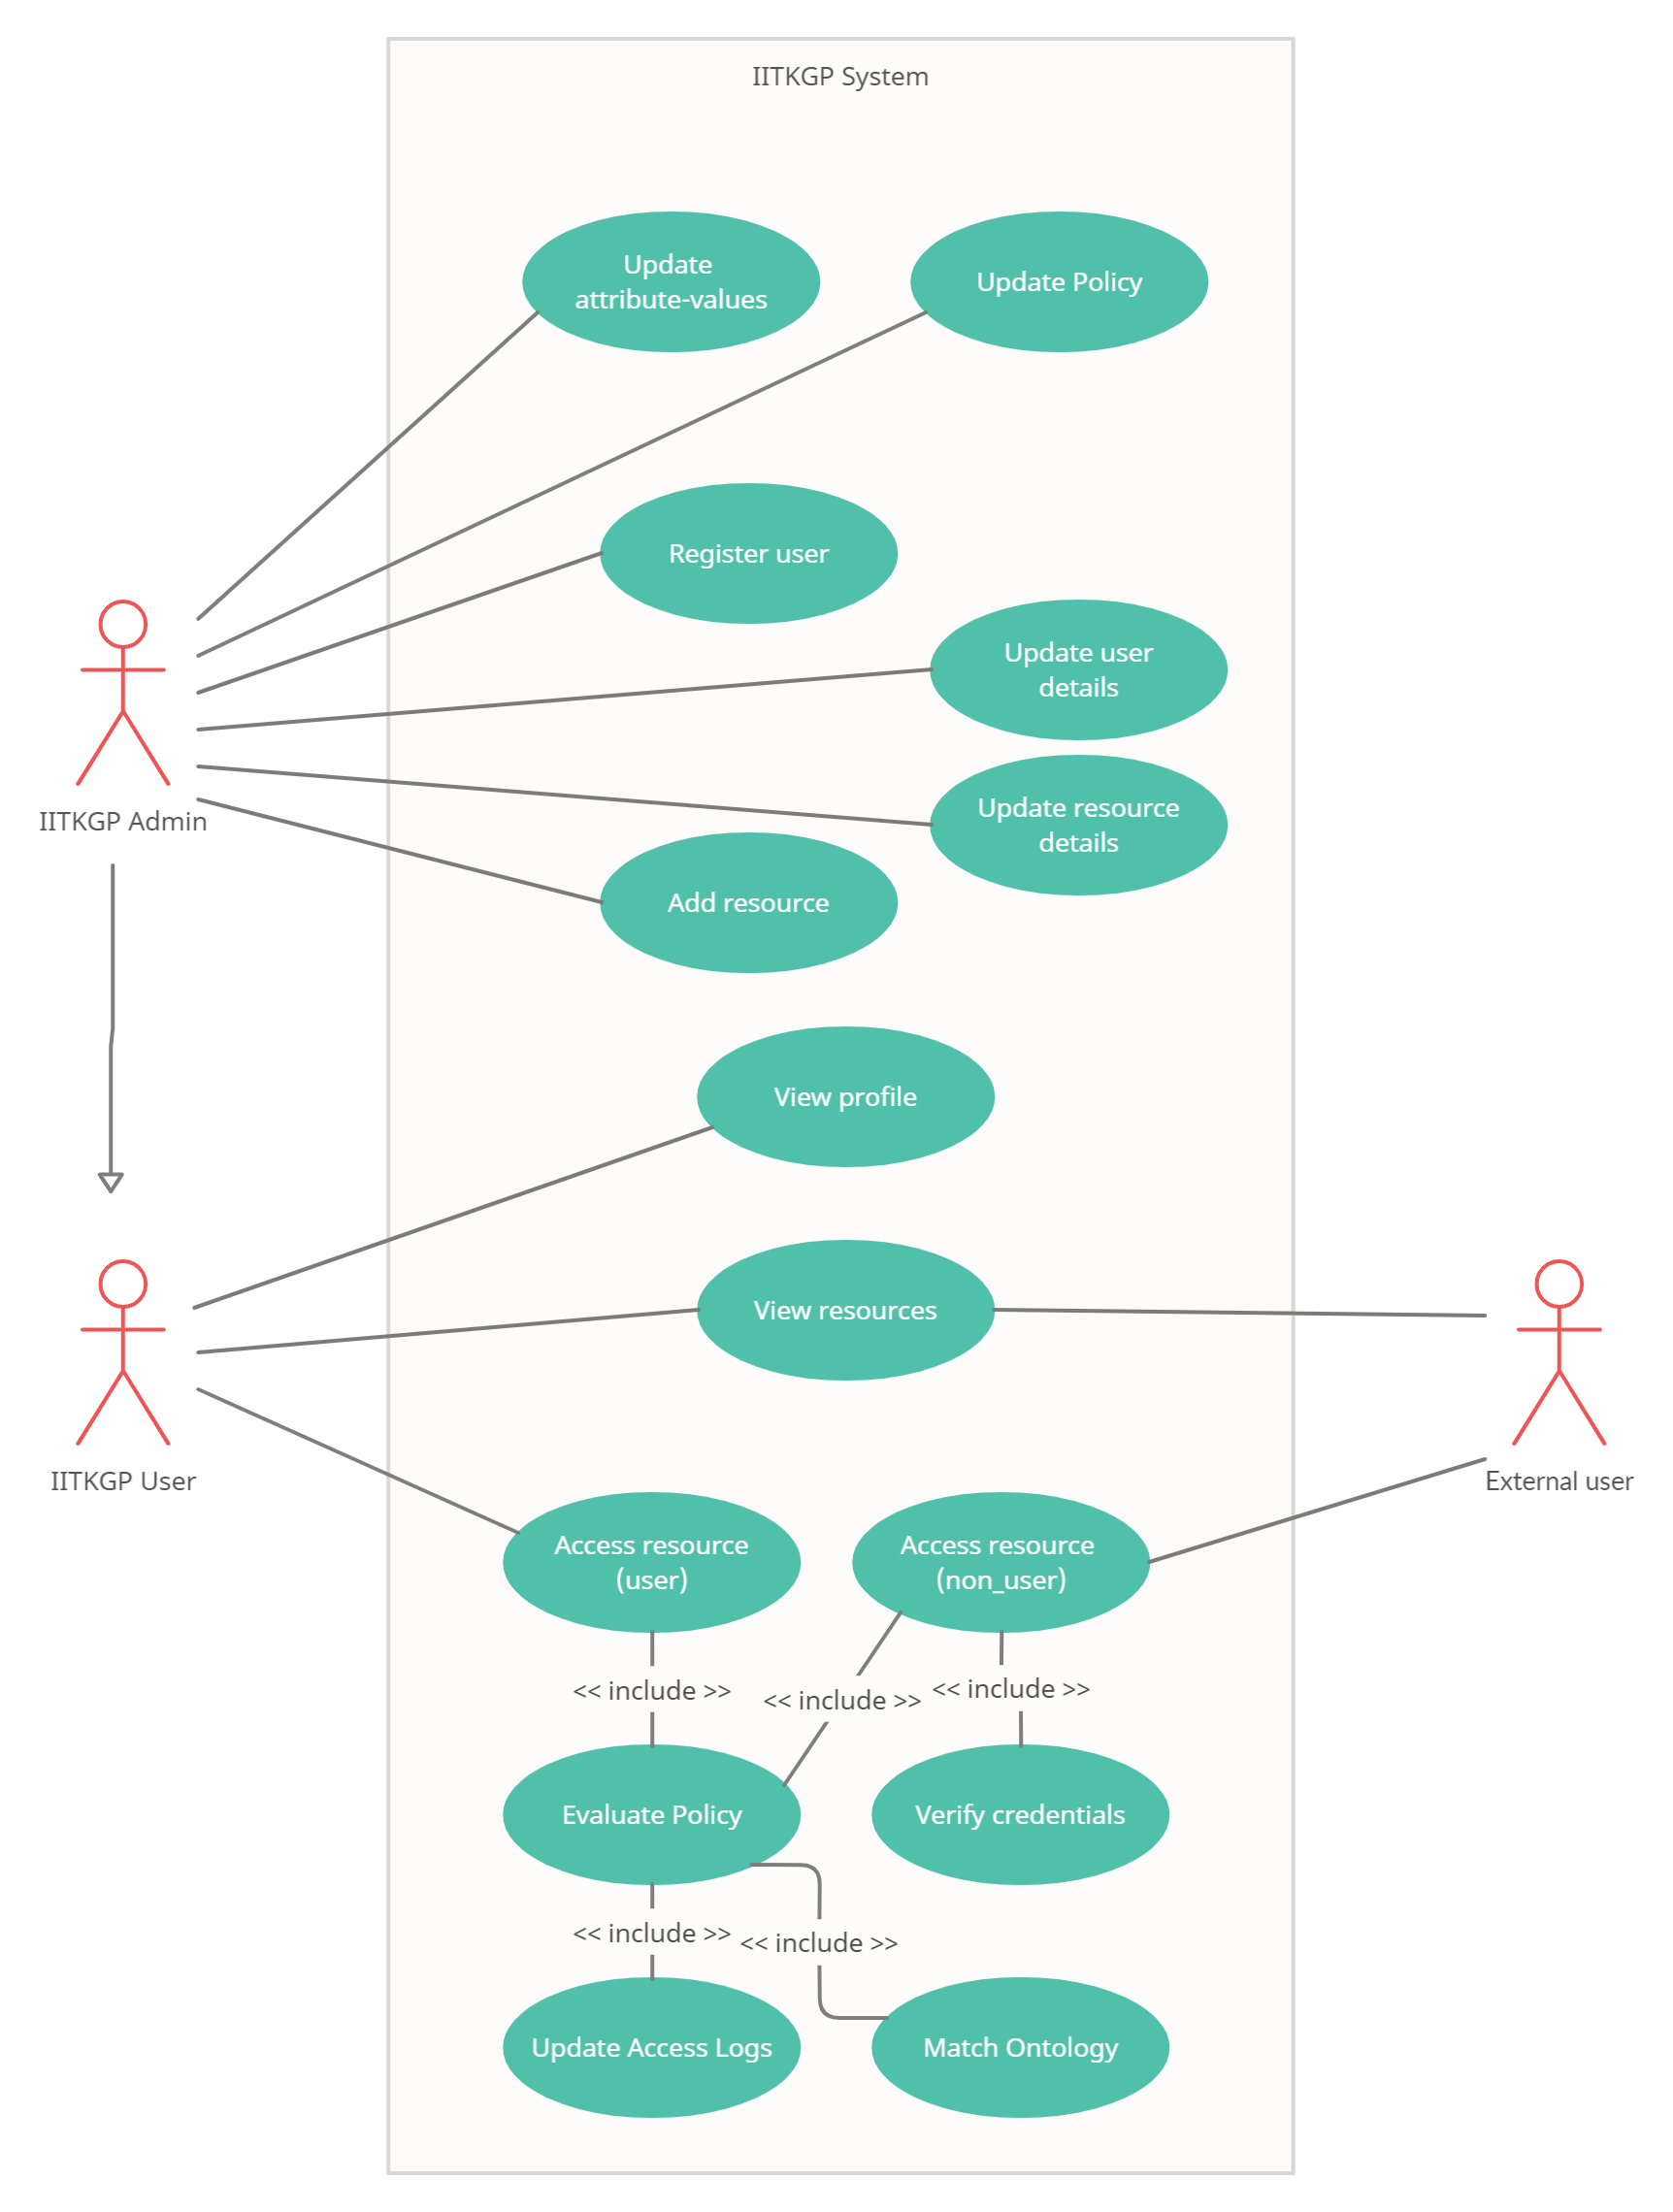 IITKGP System
Update
attribute-values
Update Policy
Register user
Update user
details
Update resource
details
IITKGP Admin
Add resource
View profile
View resources
IITKGP User
External user
Access resource
(user)
Access resource
(non_user)
<< include >>
<< include >>
<< include >>
Evaluate Policy
Verify credentials
<< include >>
<< include >>
Update Access Logs
Match Ontology